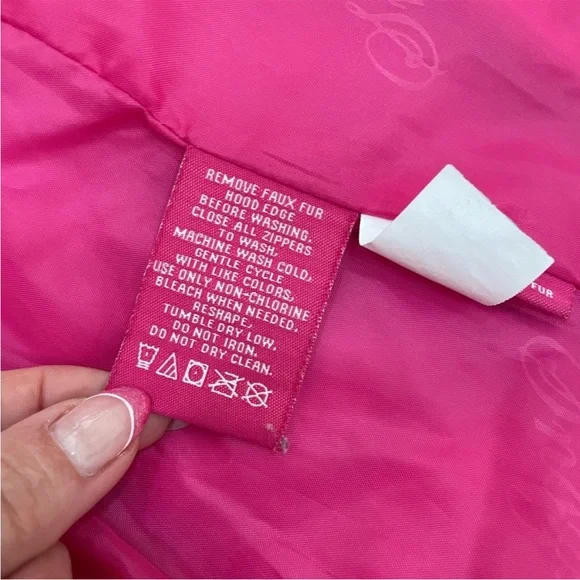 REMOVE FAUX FUR
HOOD EDGE
BEFORE WASHING.
CLOSE ALL ZIPPERS
TO WASH,
MACHINE WASH COLD,
GENTLE CYCLE
WITH LIKE COLORS,
USE ONLY NON-CHLORINE
BLEACH WHEN NEEDED.
RESHAPE,
TUMBLE DRY LOW.
DO NOT IRON.
DO NOT DRY CLEAN.
FUR